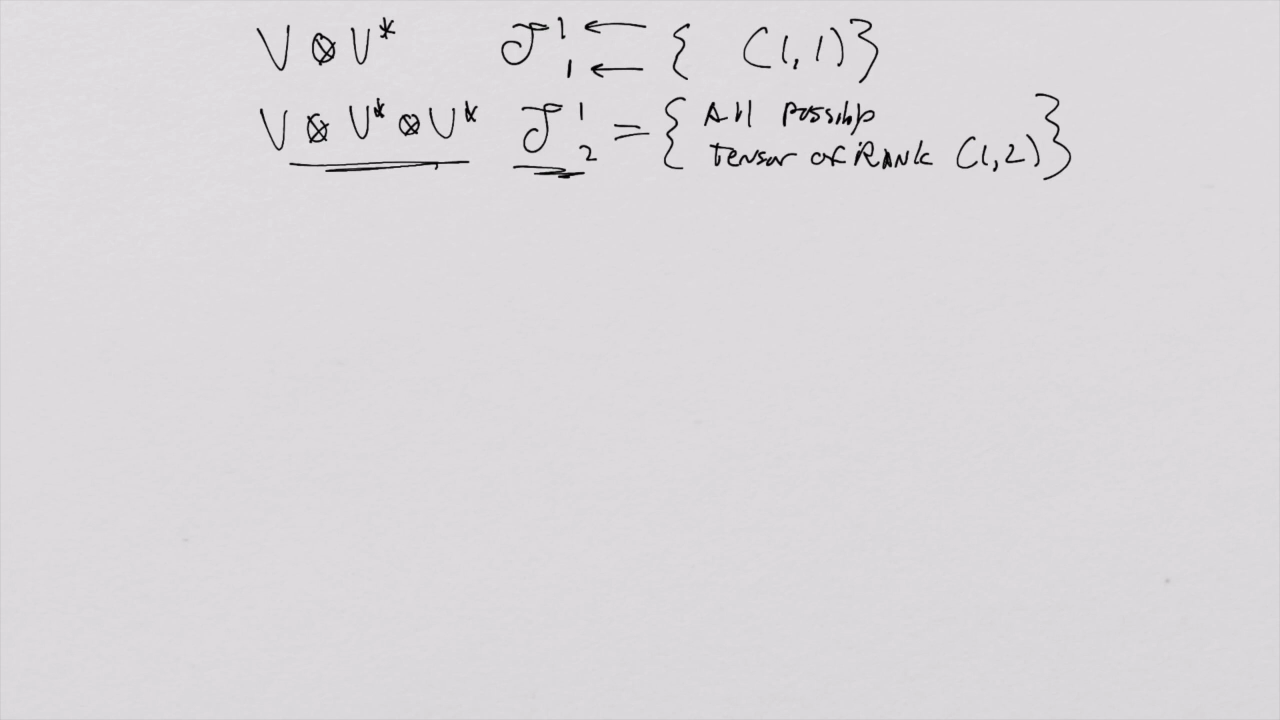 V ⊗ V* 𝒯¹₁ ← ← { (1,1) }
V ⊗ V* ⊗ V* 𝒯¹₂ = { All possible
tensor of Rank (1,2) }